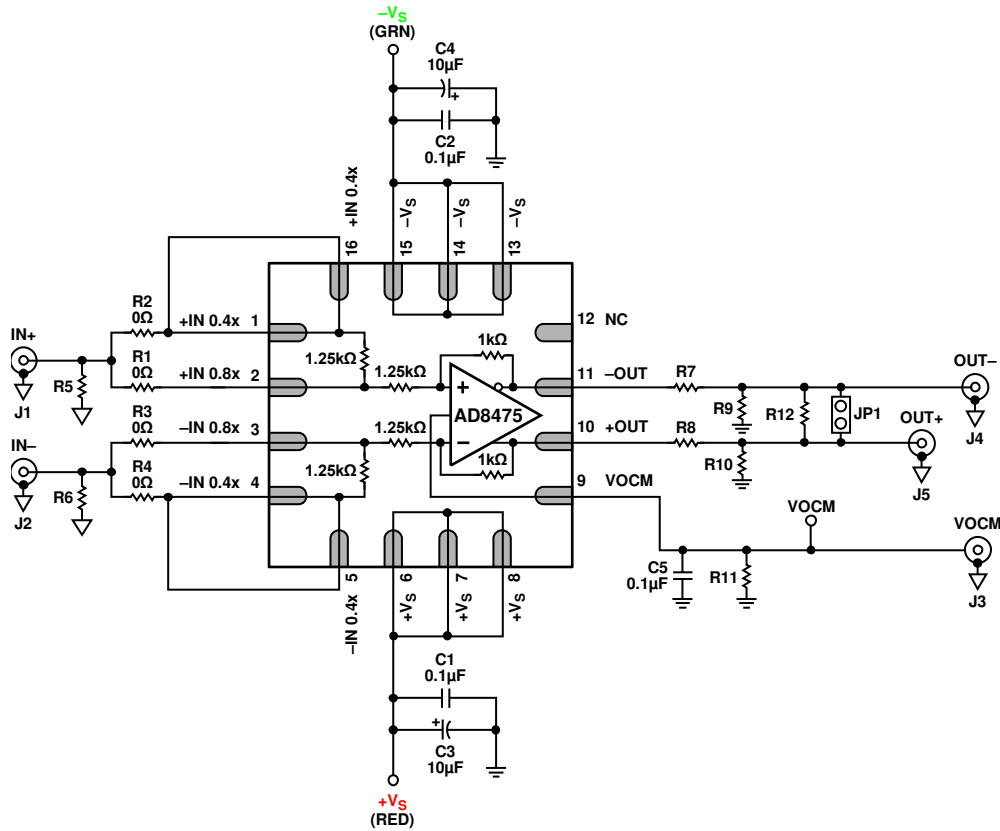 –VS
(GRN)
C4
10µF
C2
0.1µF
+IN 0.4x
–VS
–VS
–VS
16
15
14
13
R2
0Ω
+IN 0.4x 1
12 NC
IN+
1.25kΩ
1kΩ
R1
0Ω
+IN 0.8x 2
1.25kΩ
11 –OUT
R7
OUT–
R5
J1
AD8475
R9
R12
JP1
J4
R3
0Ω
–IN 0.8x 3
1.25kΩ
10 +OUT
R8
OUT+
IN–
1.25kΩ
1kΩ
R10
J5
R4
0Ω
–IN 0.4x 4
9 VOCM
R6
J2
VOCM
VOCM
5
6
7
8
–IN 0.4x
+VS
+VS
+VS
C5
0.1µF
R11
J3
C1
0.1µF
C3
10µF
+VS
(RED)